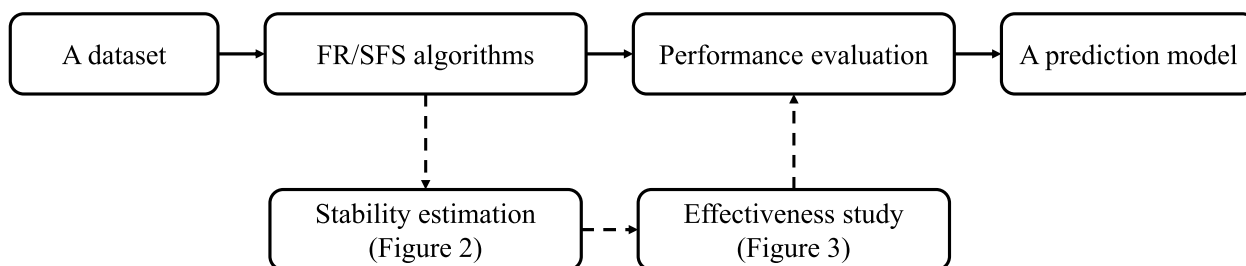 A dataset
FR/SFS algorithms
Performance evaluation
A prediction model
Stability estimation
(Figure 2)
Effectiveness study
(Figure 3)